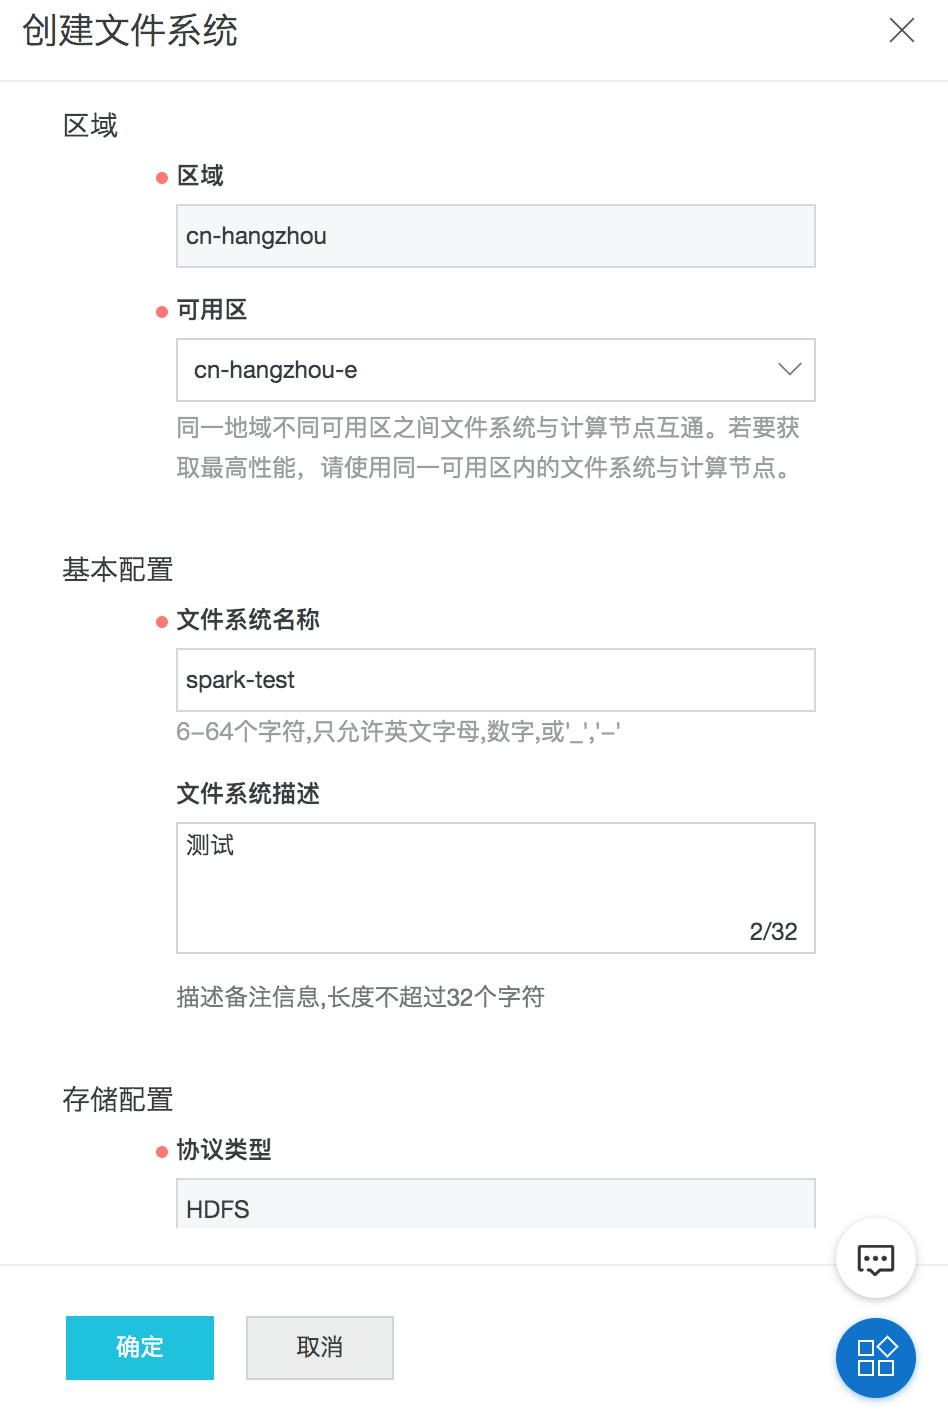 创建文件系统
区域
区域
cn-hangzhou
可用区
cn-hangzhou-e
同一地域不同可用区之间文件系统与计算节点互通。若要获
取最高性能，请使用同一可用区内的文件系统与计算节点。
基本配置
文件系统名称
spark-test
6-64个字符,只允许英文字母,数字,或'_','-'
文件系统描述
测试
2/32
描述备注信息,长度不超过32个字符
存储配置
协议类型
HDFS
确定
取消